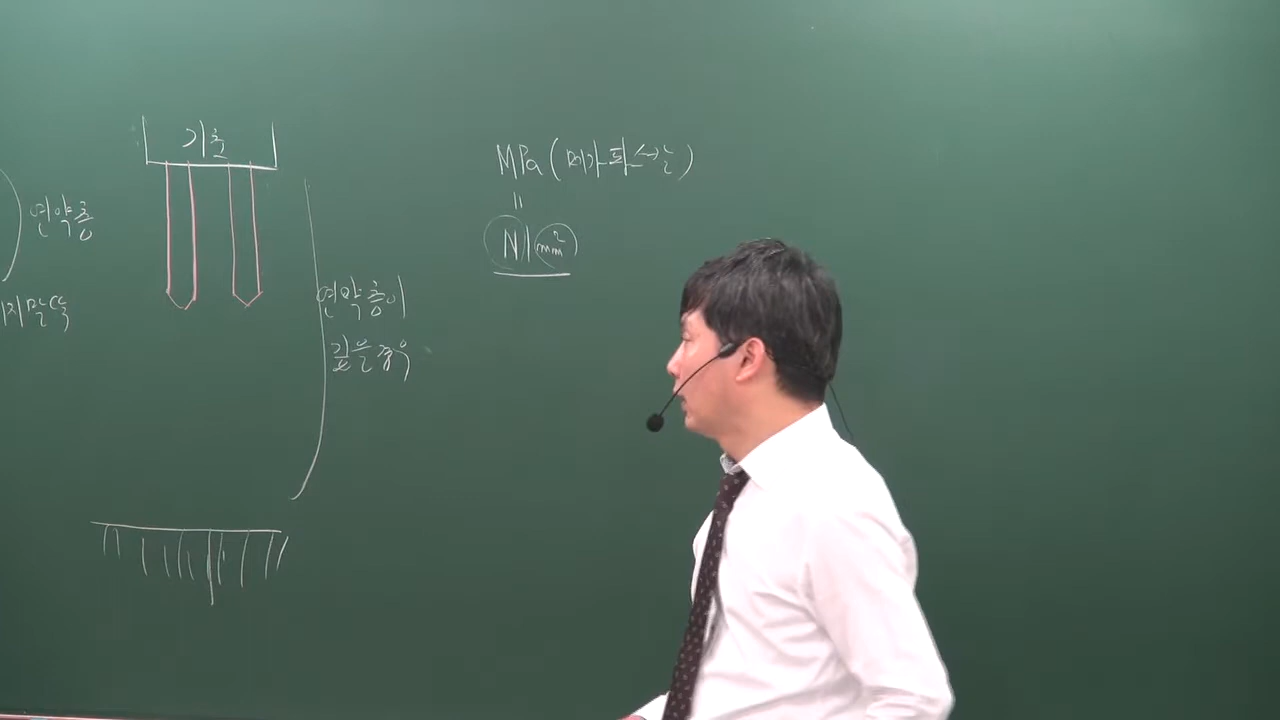 기초
연약층
지말뚝
연약층이
깊은경우
MPa(메가파스칼)
=
N/mm²